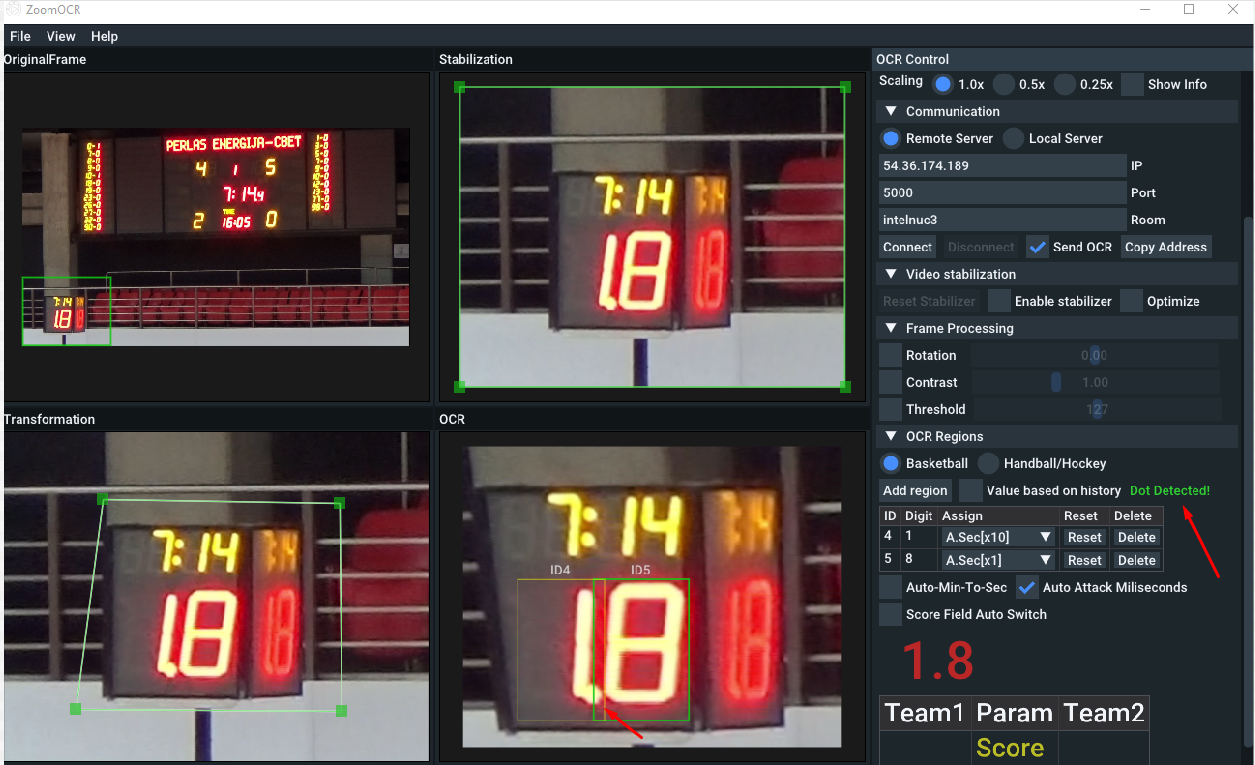 ZoomOCR
File View Help
OriginalFrame
PERLAS ENERGIJA-CBET
4 1 5
7:14.4
TIME
2 16:05 0
7:14
1.8
Stabilization
7:14
1.8
Transformation
7:14
1.8
OCR
7:14
ID4 ID5
1.8
OCR Control
Scaling 1.0x 0.5x 0.25x Show Info
Communication
Remote Server Local Server
54.36.174.189 IP
5000 Port
intelnuc3 Room
Connect Disconnect Send OCR Copy Address
Video stabilization
Reset Stabilizer Enable stabilizer Optimize
Frame Processing
Rotation 0.00
Contrast 1.00
Threshold 127
OCR Regions
Basketball Handball/Hockey
Add region Value based on history Dot Detected!
ID Digit Assign Reset Delete
4 1 A.Sec[x10] Reset Delete
5 8 A.Sec[x1] Reset Delete
Auto-Min-To-Sec Auto Attack Miliseconds
Score Field Auto Switch
1.8
Team1 Param Team2
Score